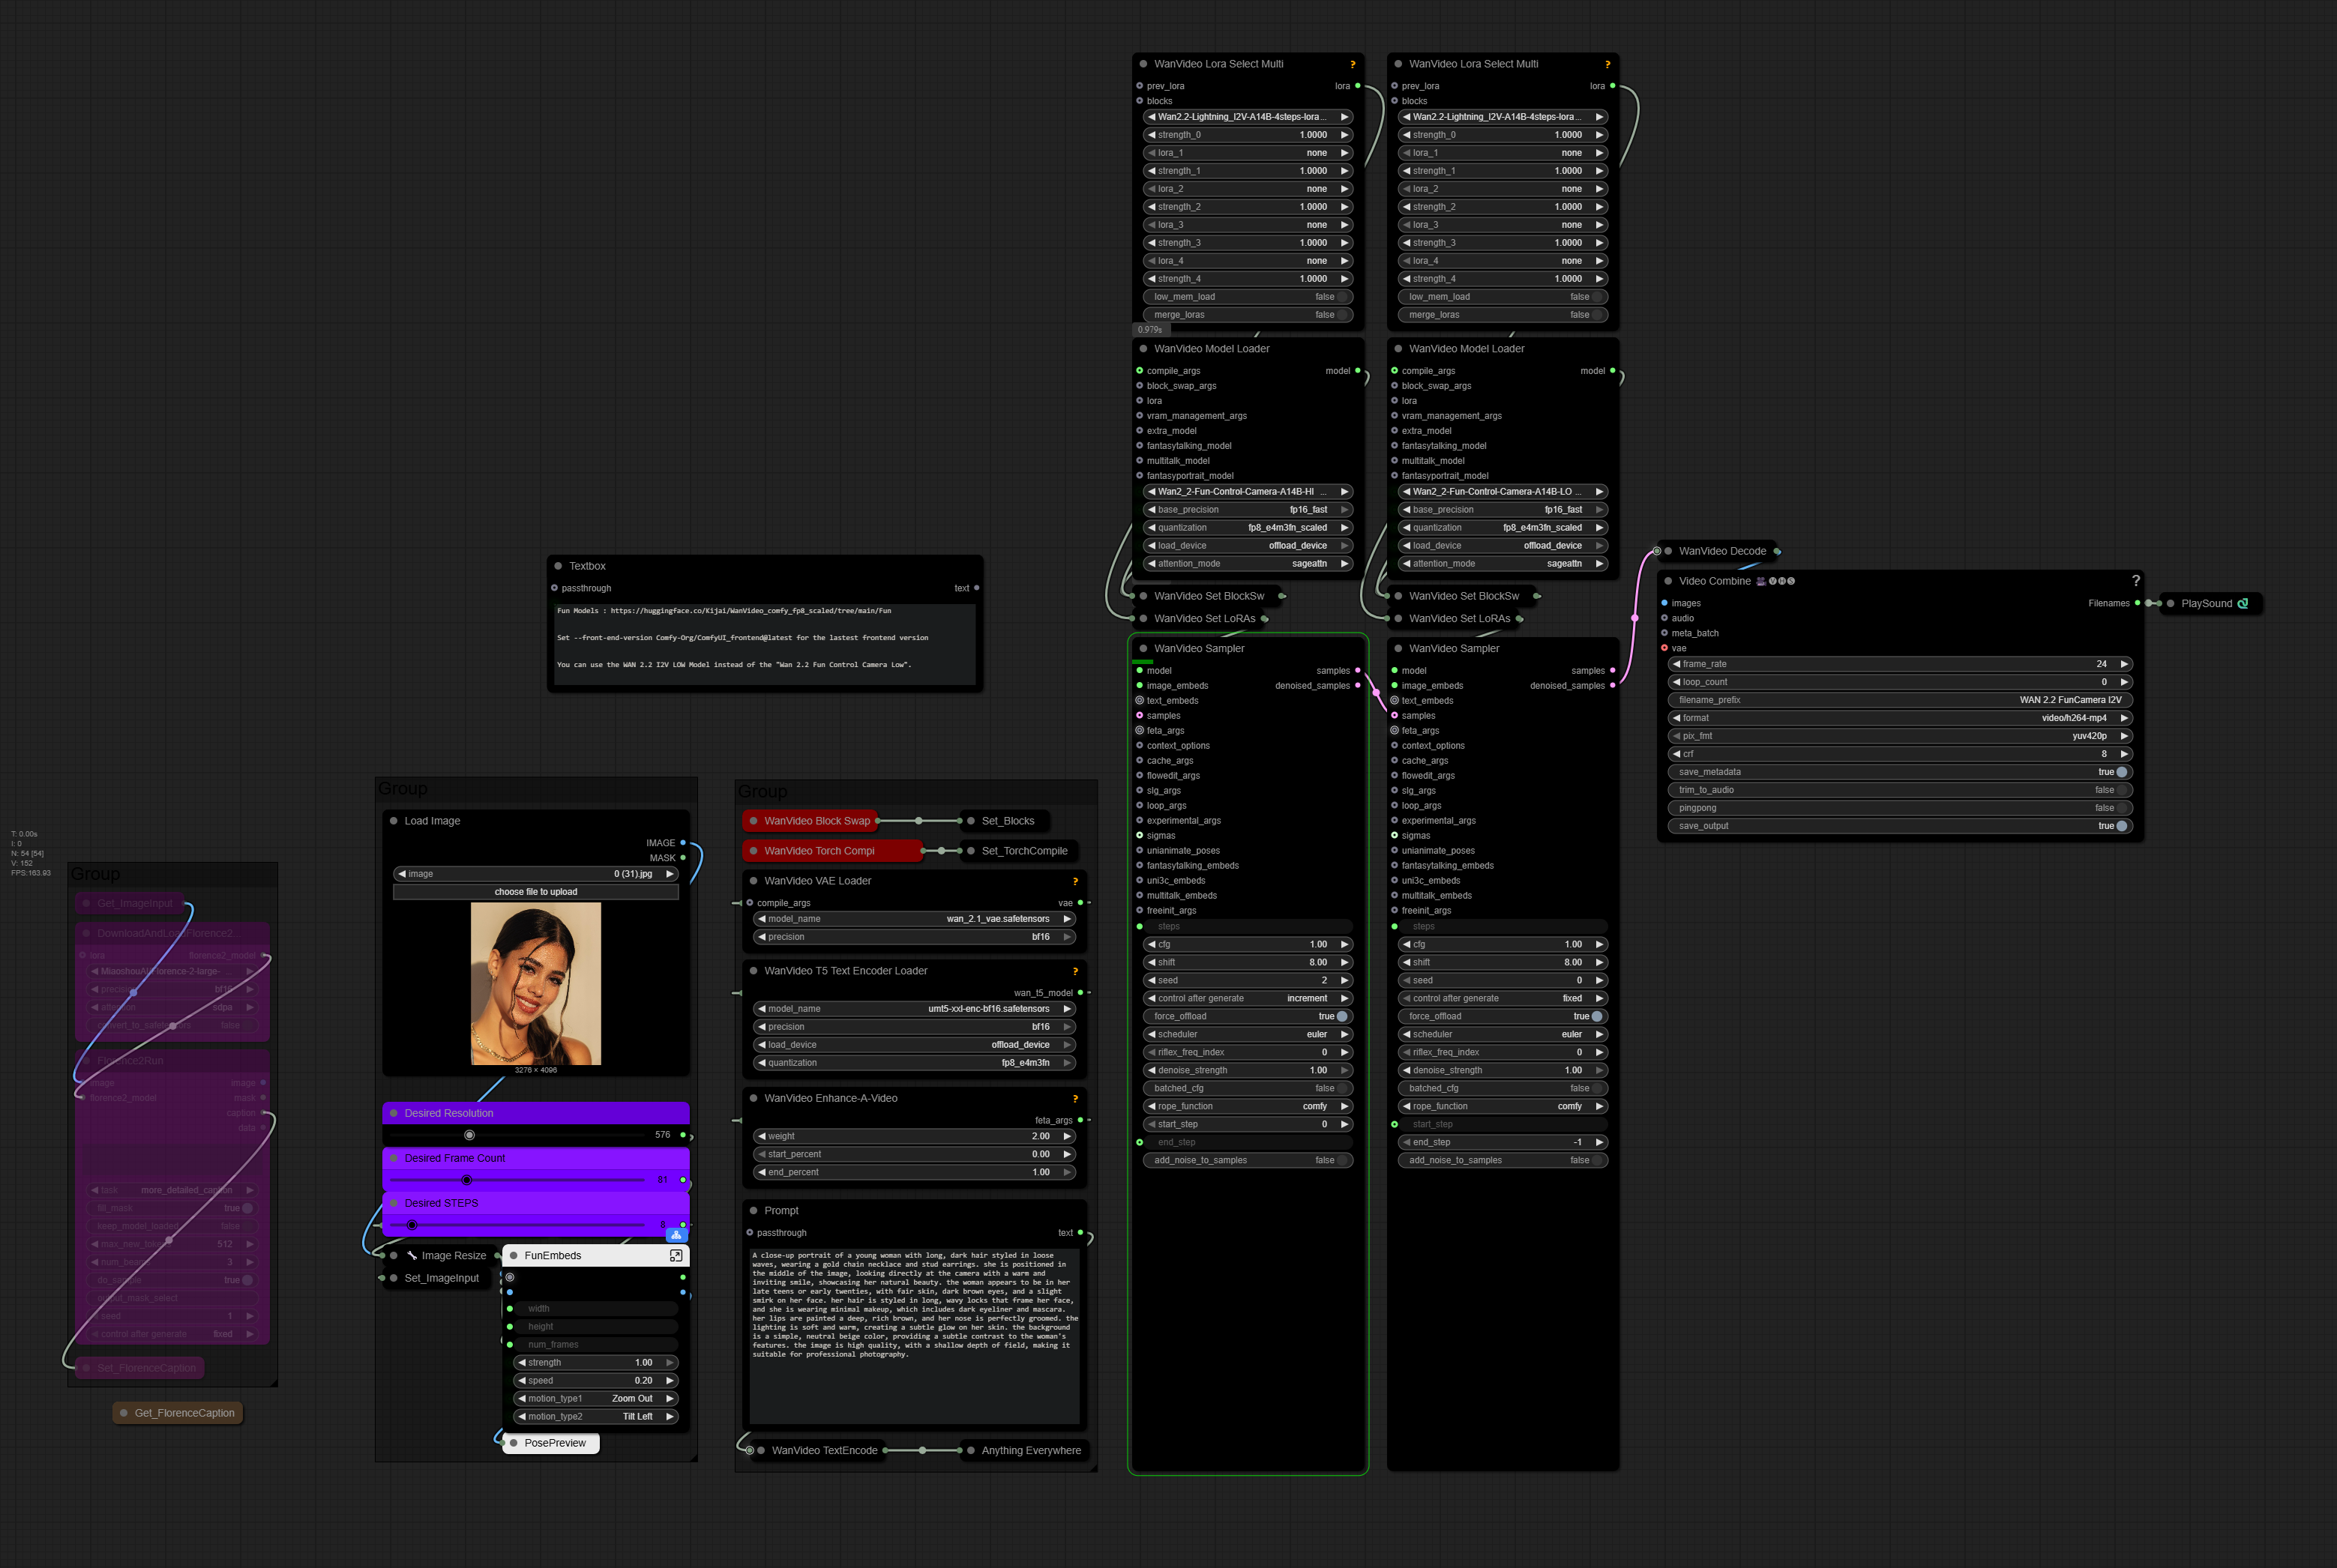 T: 0.00s
I: 0
N: 54 [54]
V: 152
FPS:163.93
Group
Get_ImageInput
DownloadAndLoadFlorence2...
lora florence2_model
precision bf16
attention sdpa
convert_to_safetensors false
Florence2Run
image image
florence2_model mask
caption
data
task more_detailed_caption
fill_mask true
keep_model_loaded false
max_new_tokens 512
num_beams 3
do_sample true
output_mask_select
seed 1
control after generate fixed
Set_FlorenceCaption
Get_FlorenceCaption
Group
Load Image
IMAGE
MASK
image 0 (31).jpg
choose file to upload
3276 × 4096
Desired Resolution
576
Desired Frame Count
81
Desired STEPS
8
Image Resize
Set_ImageInput
FunEmbeds
width
height
num_frames
strength 1.00
speed 0.20
motion_type1 Zoom Out
motion_type2 Tilt Left
PosePreview
Textbox
passthrough text
Fun Models : https://huggingface.co/Kijai/WanVideo_comfy_fp8_scaled/tree/main/Fun
Set --front-end-version Comfy-Org/ComfyUI_frontend@latest for the lastest frontend version
You can use the WAN 2.2 I2V LOW Model instead of the "Wan 2.2 Fun Control Camera Low".
Group
WanVideo Block Swap
Set_Blocks
WanVideo Torch Compi
Set_TorchCompile
WanVideo VAE Loader ?
compile_args vae
model_name wan_2.1_vae.safetensors
precision bf16
WanVideo T5 Text Encoder Loader ?
wan_t5_model
model_name umt5-xxl-enc-bf16.safetensors
precision bf16
load_device offload_device
quantization fp8_e4m3fn
WanVideo Enhance-A-Video ?
feta_args
weight 2.00
start_percent 0.00
end_percent 1.00
Prompt
passthrough text
A close-up portrait of a young woman with long, dark hair styled in loose
waves, wearing a gold chain necklace and stud earrings. she is positioned
in the middle of the image, looking directly at the camera with a warm and
inviting smile, showcasing her natural beauty. the woman appears to be in her
late teens or early twenties, with fair skin, dark brown eyes, and a slight
smirk on her face. her hair is styled in long, wavy locks that frame her face,
and she is wearing minimal makeup, which includes dark eyeliner and mascara.
her lips are painted a deep, rich brown, and her nose is perfectly groomed. the
lighting is soft and warm, creating a subtle glow on her skin. the background
is a simple, neutral beige color, providing a subtle contrast to the woman's
features. the image is high quality, with a shallow depth of field, making it
suitable for professional photography.
WanVideo TextEncode
Anything Everywhere
WanVideo Lora Select Multi ?
prev_lora lora
blocks
Wan2.2-Lightning_I2V-A14B-4steps-lora...
strength_0 1.0000
lora_1 none
strength_1 1.0000
lora_2 none
strength_2 1.0000
lora_3 none
strength_3 1.0000
lora_4 none
strength_4 1.0000
low_mem_load false
merge_loras false
0.979s
WanVideo Model Loader
compile_args model
block_swap_args
lora
vram_management_args
extra_model
fantasytalking_model
multitalk_model
fantasyportrait_model
Wan2_2-Fun-Control-Camera-A14B-HI ...
base_precision fp16_fast
quantization fp8_e4m3fn_scaled
load_device offload_device
attention_mode sageattn
WanVideo Set BlockSw
WanVideo Set LoRAs
WanVideo Sampler
model samples
image_embeds denoised_samples
text_embeds
samples
feta_args
context_options
cache_args
flowedit_args
slg_args
loop_args
experimental_args
sigmas
unianimate_poses
fantasytalking_embeds
uni3c_embeds
multitalk_embeds
freeinit_args
steps
cfg 1.00
shift 8.00
seed 2
control after generate increment
force_offload true
scheduler euler
riflex_freq_index 0
denoise_strength 1.00
batched_cfg false
rope_function comfy
start_step 0
end_step
add_noise_to_samples false
WanVideo Lora Select Multi ?
prev_lora lora
blocks
Wan2.2-Lightning_I2V-A14B-4steps-lora...
strength_0 1.0000
lora_1 none
strength_1 1.0000
lora_2 none
strength_2 1.0000
lora_3 none
strength_3 1.0000
lora_4 none
strength_4 1.0000
low_mem_load false
merge_loras false
WanVideo Model Loader
compile_args model
block_swap_args
lora
vram_management_args
extra_model
fantasytalking_model
multitalk_model
fantasyportrait_model
Wan2_2-Fun-Control-Camera-A14B-LO ...
base_precision fp16_fast
quantization fp8_e4m3fn_scaled
load_device offload_device
attention_mode sageattn
WanVideo Set BlockSw
WanVideo Set LoRAs
WanVideo Sampler
model samples
image_embeds denoised_samples
text_embeds
samples
feta_args
context_options
cache_args
flowedit_args
slg_args
loop_args
experimental_args
sigmas
unianimate_poses
fantasytalking_embeds
uni3c_embeds
multitalk_embeds
freeinit_args
steps
cfg 1.00
shift 8.00
seed 0
control after generate fixed
force_offload true
scheduler euler
riflex_freq_index 0
denoise_strength 1.00
batched_cfg false
rope_function comfy
start_step
end_step -1
add_noise_to_samples false
WanVideo Decode
Video Combine VHS ?
images Filenames
audio
meta_batch
vae
frame_rate 24
loop_count 0
filename_prefix WAN 2.2 FunCamera I2V
format video/h264-mp4
pix_fmt yuv420p
crf 8
save_metadata true
trim_to_audio false
pingpong false
save_output true
PlaySound